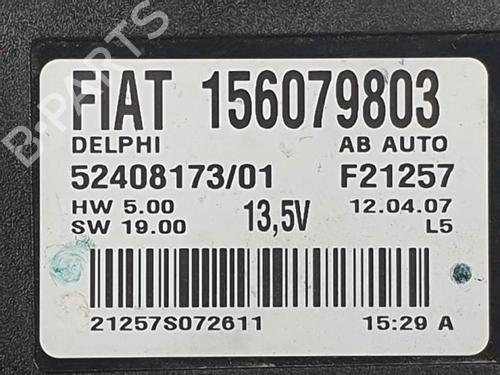 FIAT 156079803
DELPHI AB AUTO
52408173/01 F21257
HW 5.00 13,5V 12.04.07
SW 19.00 L5
21257S072611 15:29 A
B-PARTS